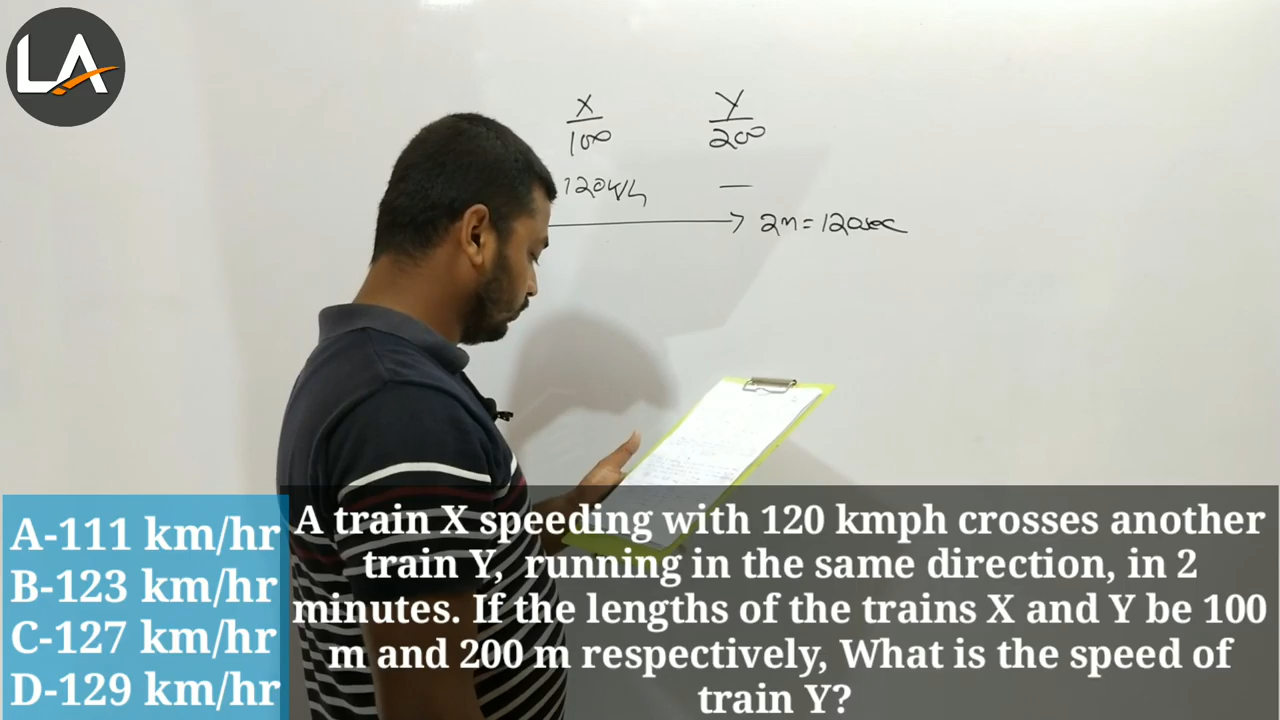 LA
X Y
100 200
120k/h —
2m = 120sec
A-111 km/hr
B-123 km/hr
C-127 km/hr
D-129 km/hr
A train X speeding with 120 kmph crosses another
train Y, running in the same direction, in 2
minutes. If the lengths of the trains X and Y be 100
m and 200 m respectively, What is the speed of
train Y?